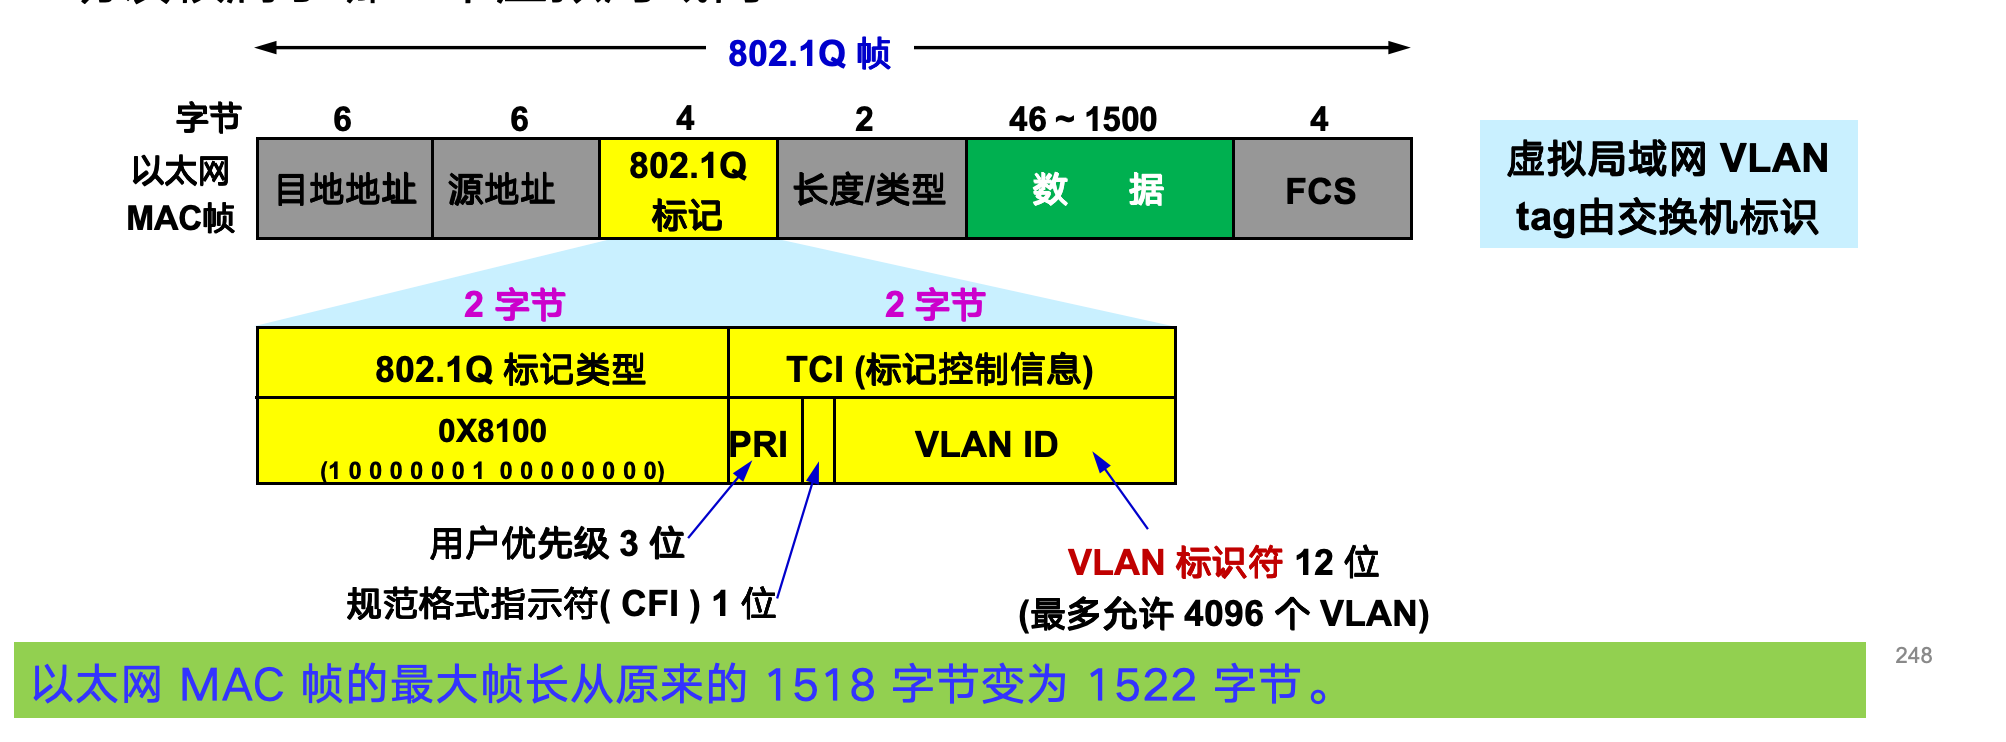 802.1Q 帧
字节 6 6 4 2 46 ~ 1500 4
以太网
MAC帧
目地地址 源地址 802.1Q
标记 长度/类型 数 据 FCS
虚拟局域网 VLAN
tag由交换机标识
2 字节 2 字节
802.1Q 标记类型 TCI (标记控制信息)
0X8100
(1 0 0 0 0 0 0 1 0 0 0 0 0 0 0 0)
PRI VLAN ID
用户优先级 3 位
规范格式指示符( CFI ) 1 位
VLAN 标识符 12 位
(最多允许 4096 个 VLAN)
以太网 MAC 帧的最大帧长从原来的 1518 字节变为 1522 字节。
248